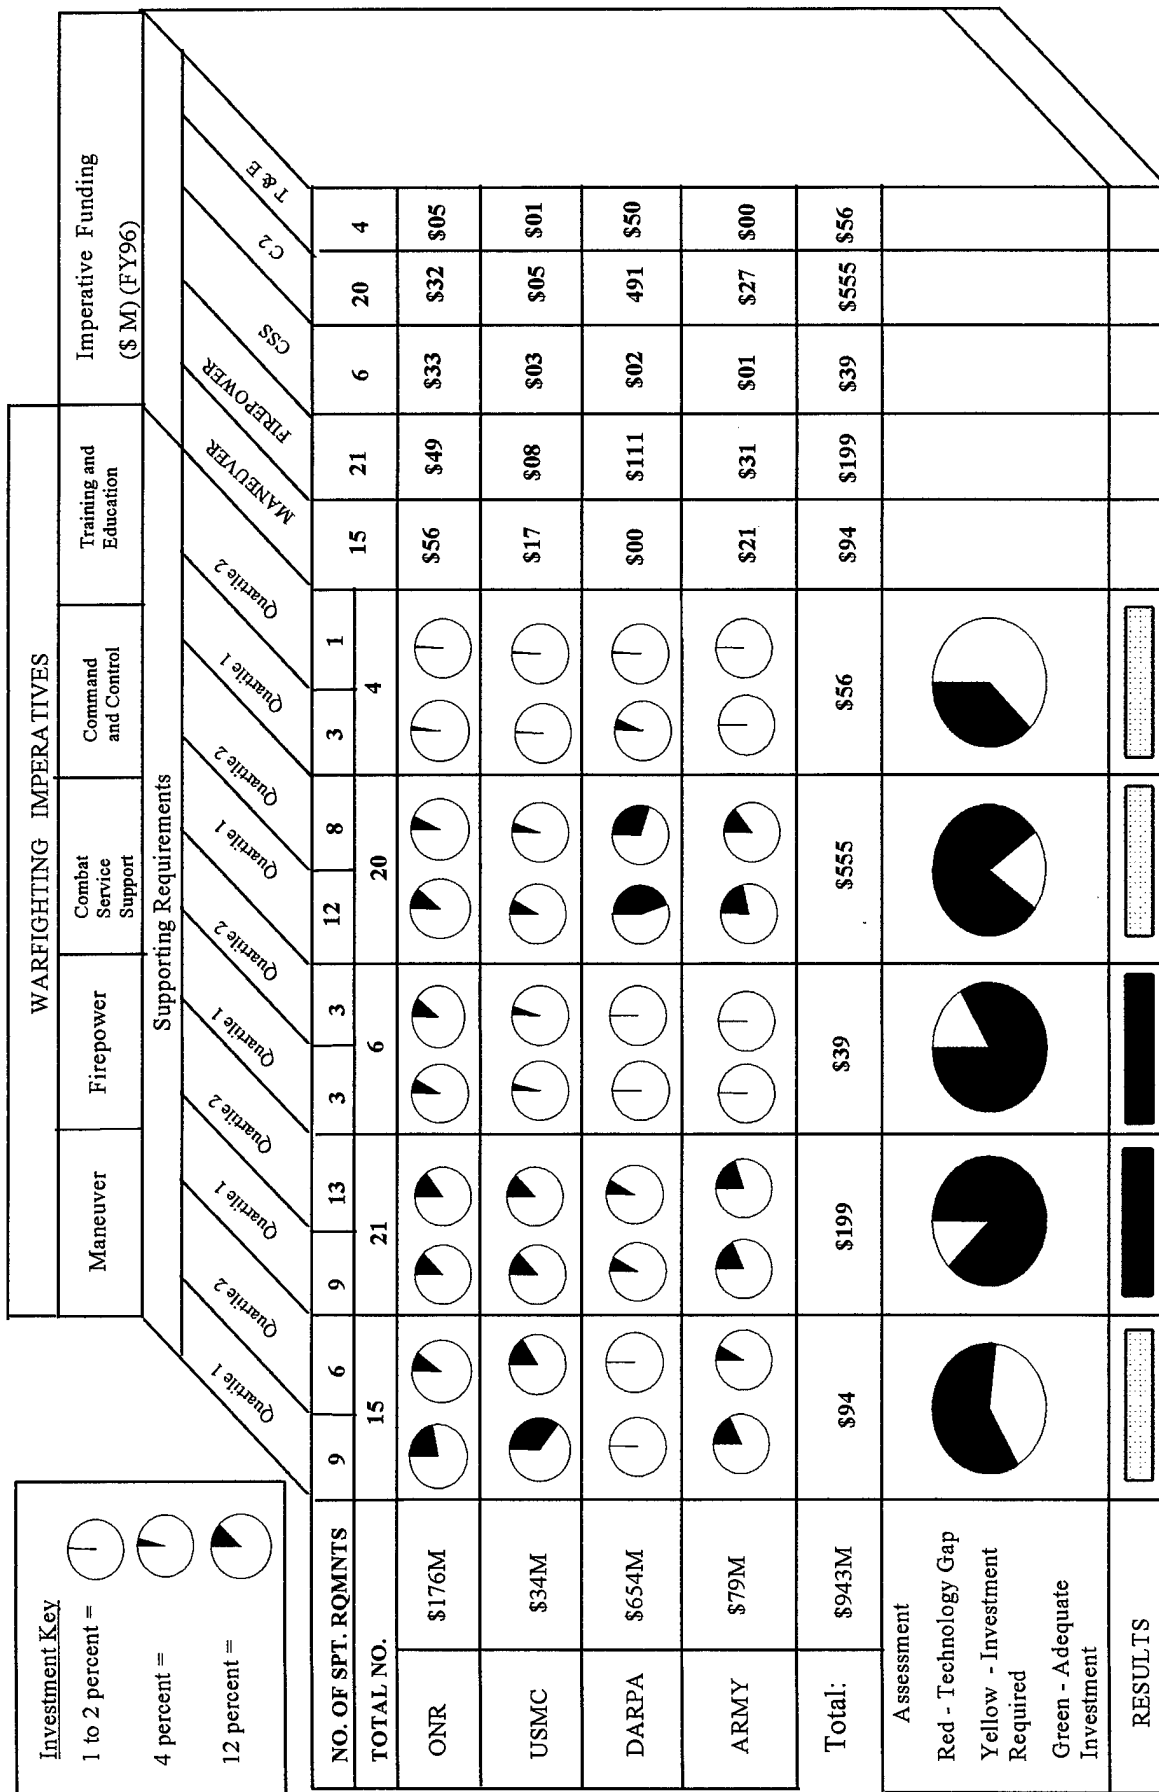 WARFIGHTING IMPERATIVES
Maneuver
Firepower
Combat
Service
Support
Command
and Control
Training and
Education
Imperative Funding
($ M) (FY96)
Supporting Requirements
Investment Key
1 to 2 percent =
4 percent =
12 percent =
Quartile 1
Quartile 2
Quartile 1
Quartile 2
Quartile 1
Quartile 2
Quartile 1
Quartile 2
Quartile 1
Quartile 2
MANEUVER
FIREPOWER
CSS
C2
T & E
NO. OF SPT. RQMNTS 9 6 9 13 3 3 12 8 3 1 15 21 6 20 4
TOTAL NO. 15 21 6 20 4
ONR $176M $56 $49 $33 $32 $05
USMC $34M $17 $08 $03 $05 $01
DARPA $654M $00 $111 $02 491 $50
ARMY $79M $21 $31 $01 $27 $00
Total: $943M $94 $199 $39 $555 $56 $94 $199 $39 $555 $56
Assessment
Red - Technology Gap
Yellow - Investment
Required
Green - Adequate
Investment
RESULTS